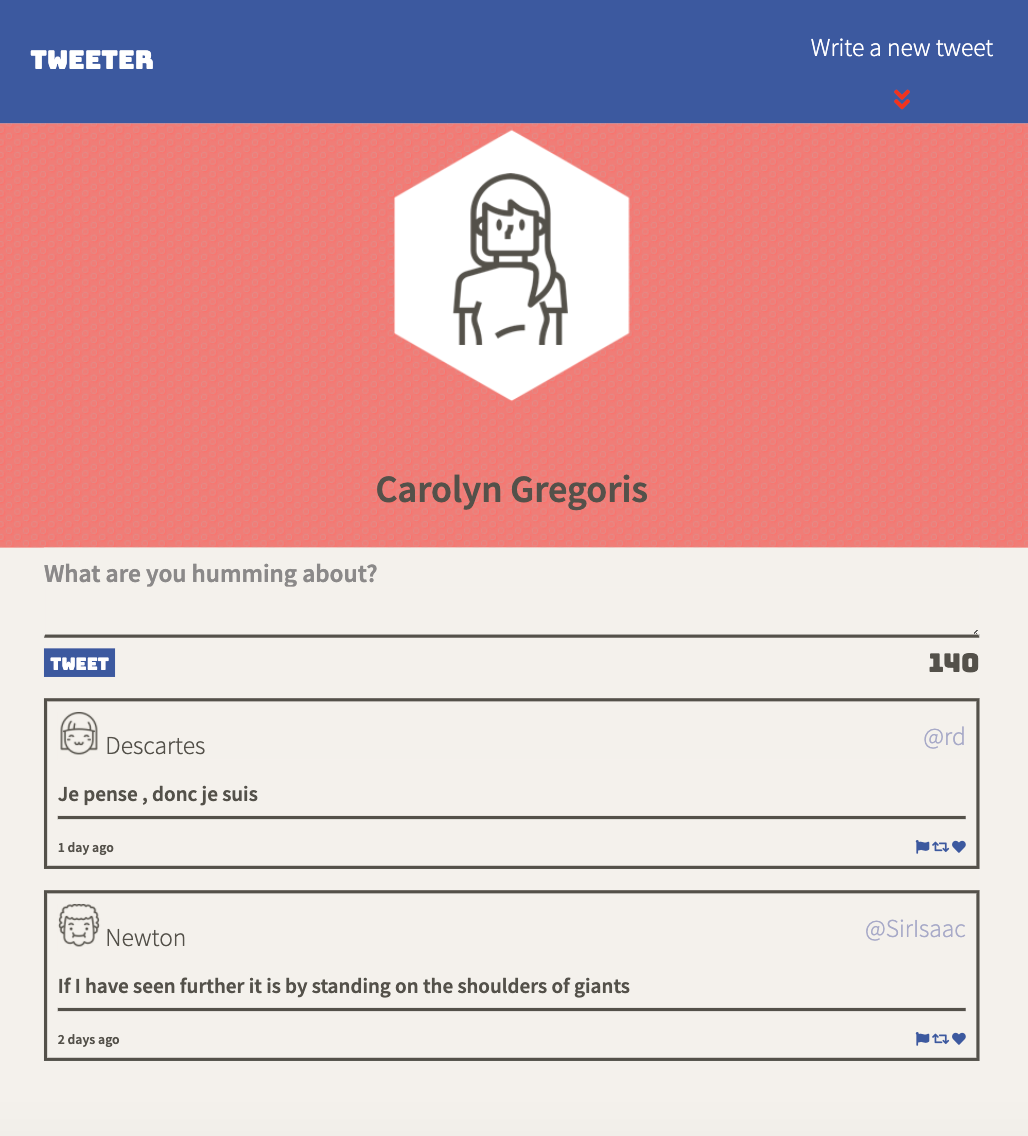 TWEETER
Write a new tweet
Carolyn Gregoris
What are you humming about?
TWEET 140
Descartes @rd
Je pense , donc je suis
1 day ago
Newton @SirIsaac
If I have seen further it is by standing on the shoulders of giants
2 days ago